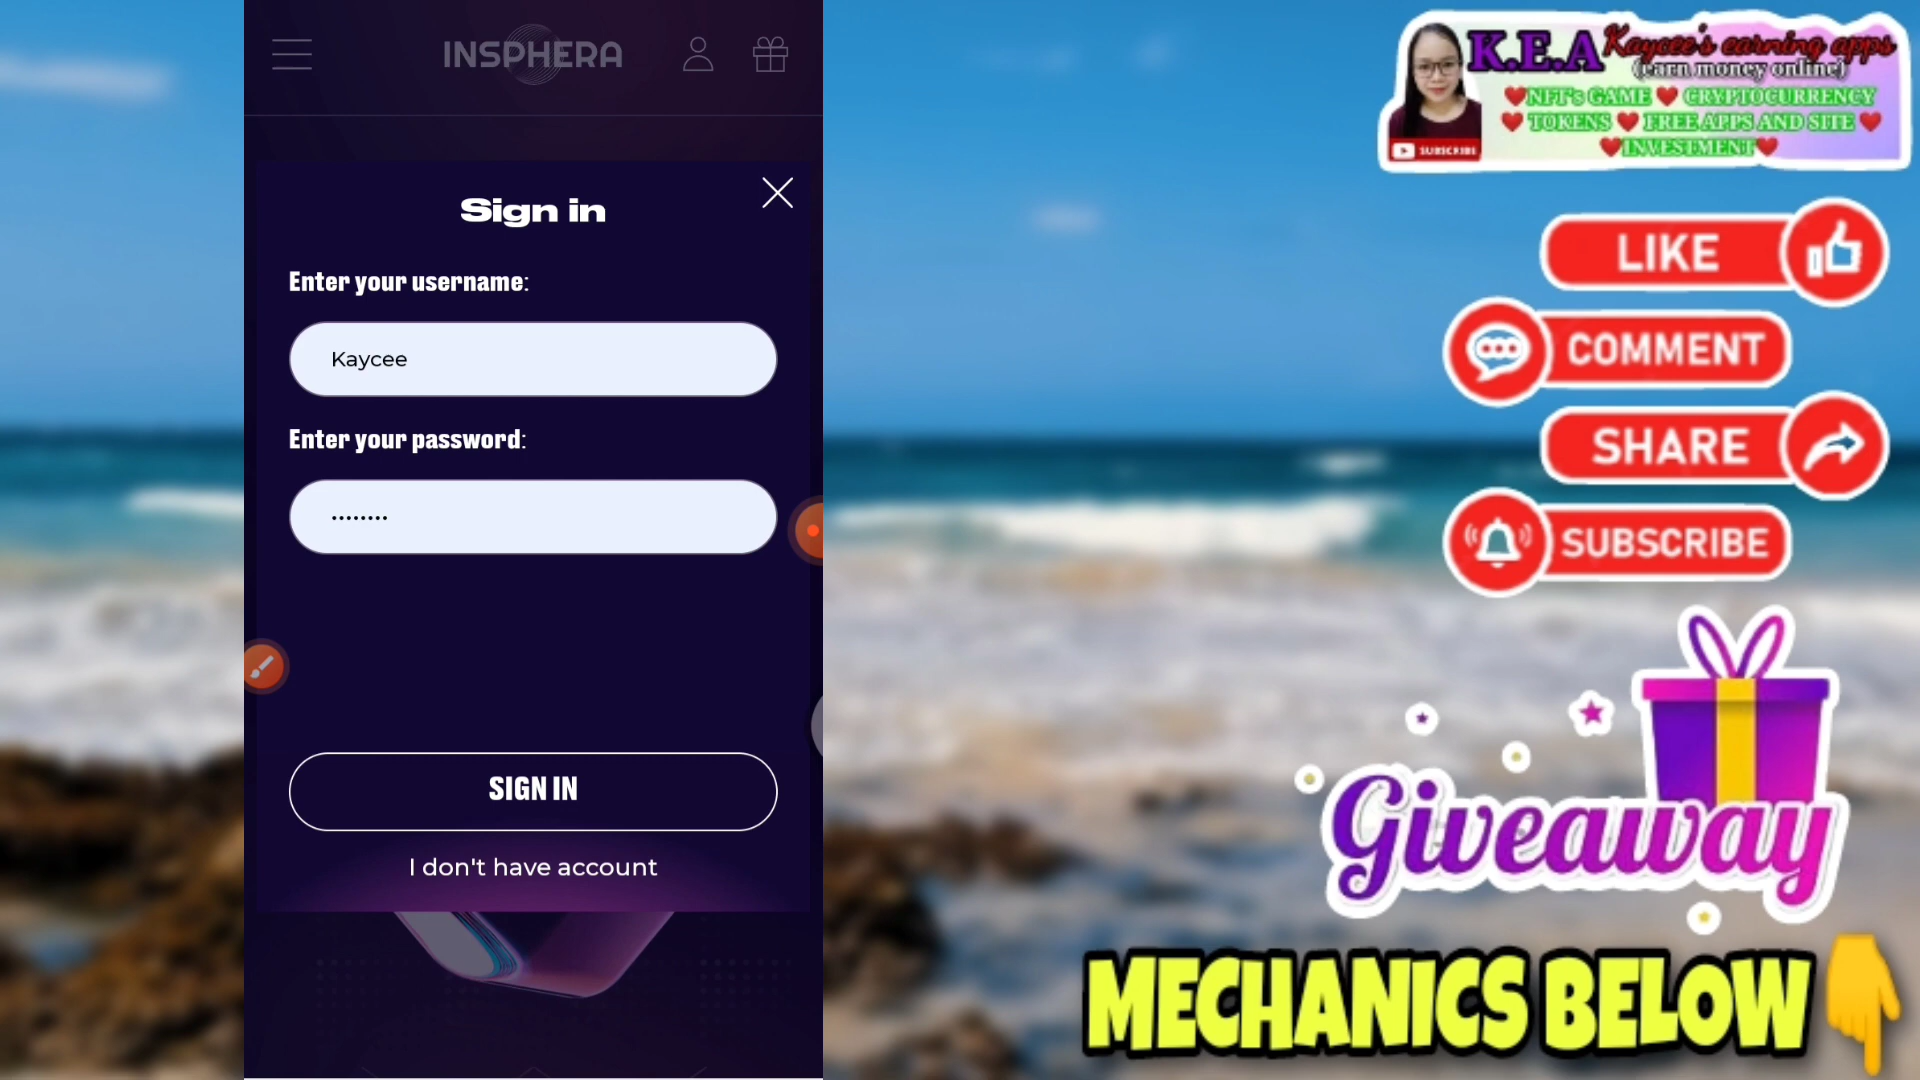 INSPHERA
Sign in
Enter your username:
Kaycee
Enter your password:
••••••••
SIGN IN
I don't have account
K.E.A Kaycee's earning apps
(earn money online)
❤️NFT's GAME ❤️ CRYPTOCURRENCY
❤️ TOKENS ❤️ FREE APPS AND SITE ❤️
❤️INVESTMENT❤️
SUBSCRIBE
LIKE
COMMENT
SHARE
SUBSCRIBE
Giveaway
MECHANICS BELOW